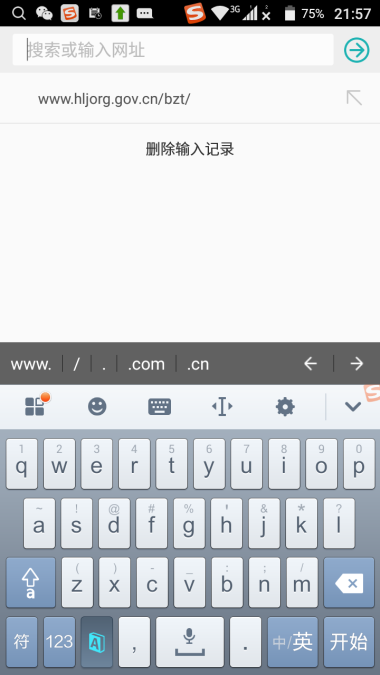 3G 75% 21:57
搜索或输入网址
www.hljorg.gov.cn/bzt/
删除输入记录
www. / . .com .cn
1 2 3 4 5 6 7 8 9 0
q w e r t y u i o p
~ ! @ # % ' & * ?
a s d f g h j k l
( ) - _ : ; /
z x c v b n m
a
符 123 , . 中/英 开始